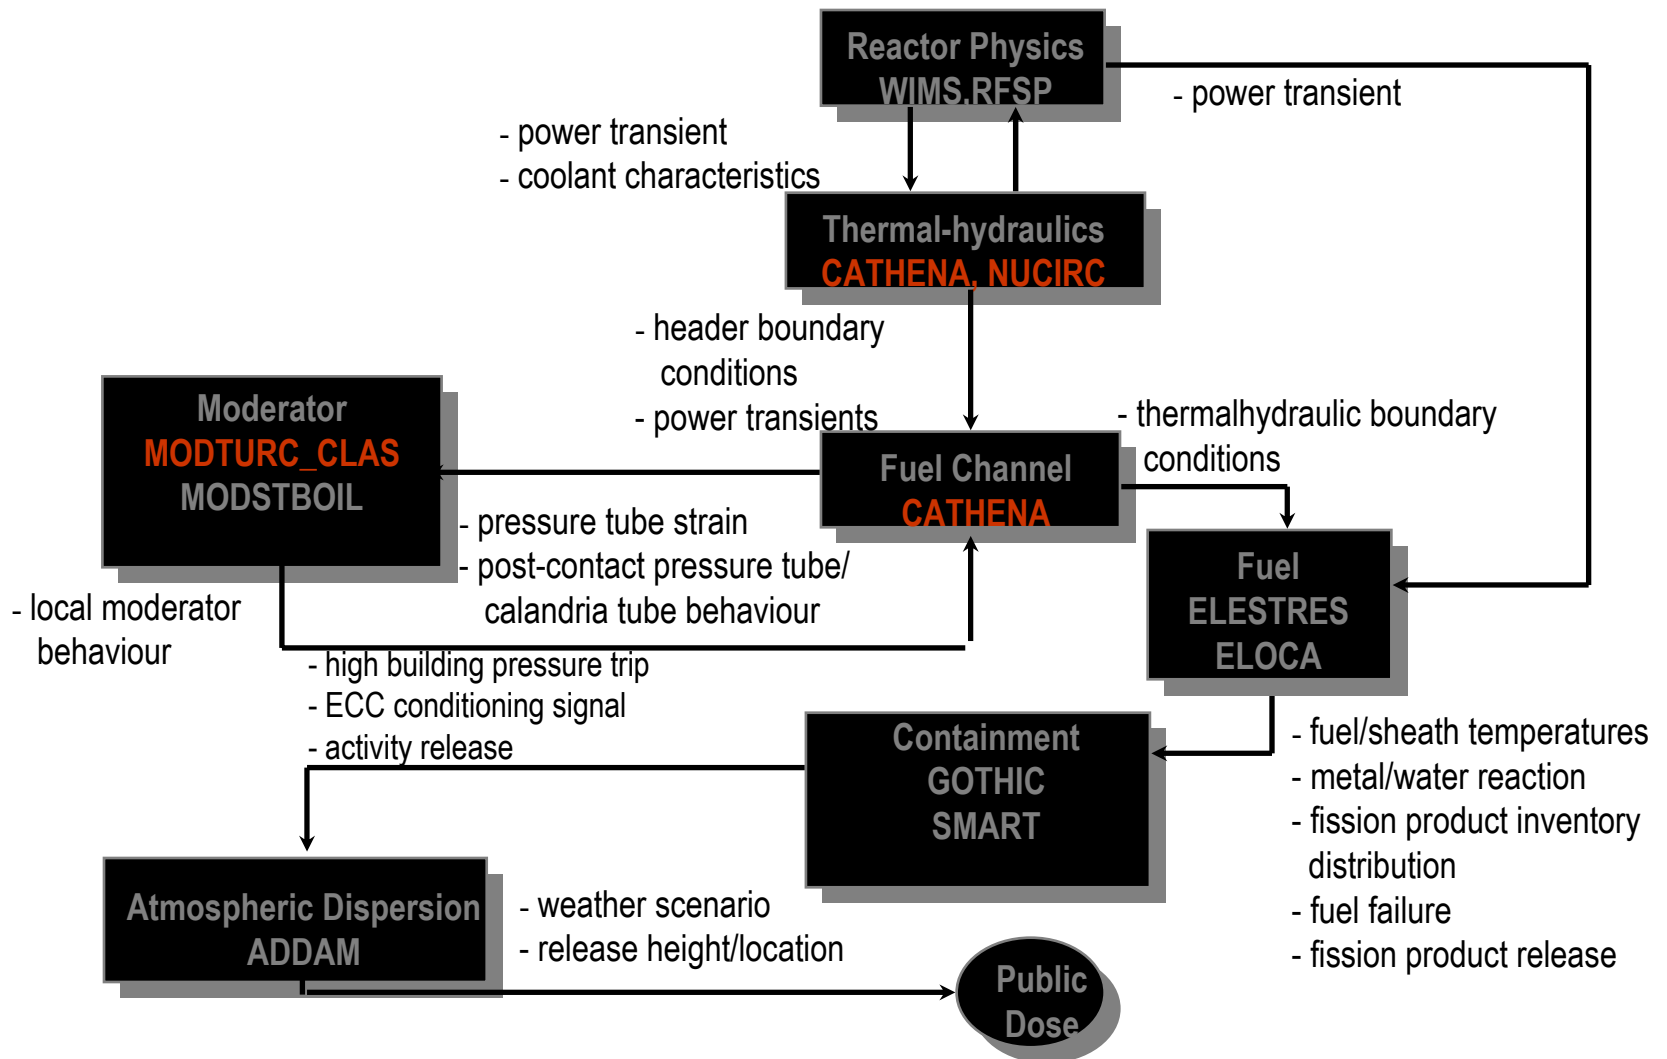 Reactor Physics
WIMS.RFSP
- power transient
- power transient
- coolant characteristics
Thermal-hydraulics
CATHENA, NUCIRC
- header boundary
conditions
- power transients
Moderator
MODTURC_CLAS
MODSTBOIL
- thermalhydraulic boundary
conditions
Fuel Channel
CATHENA
- pressure tube strain
- post-contact pressure tube/
calandria tube behaviour
- local moderator
behaviour
Fuel
ELESTRES
ELOCA
- high building pressure trip
- ECC conditioning signal
- activity release
Containment
GOTHIC
SMART
- fuel/sheath temperatures
- metal/water reaction
- fission product inventory
distribution
- fuel failure
- fission product release
Atmospheric Dispersion
ADDAM
- weather scenario
- release height/location
Public
Dose